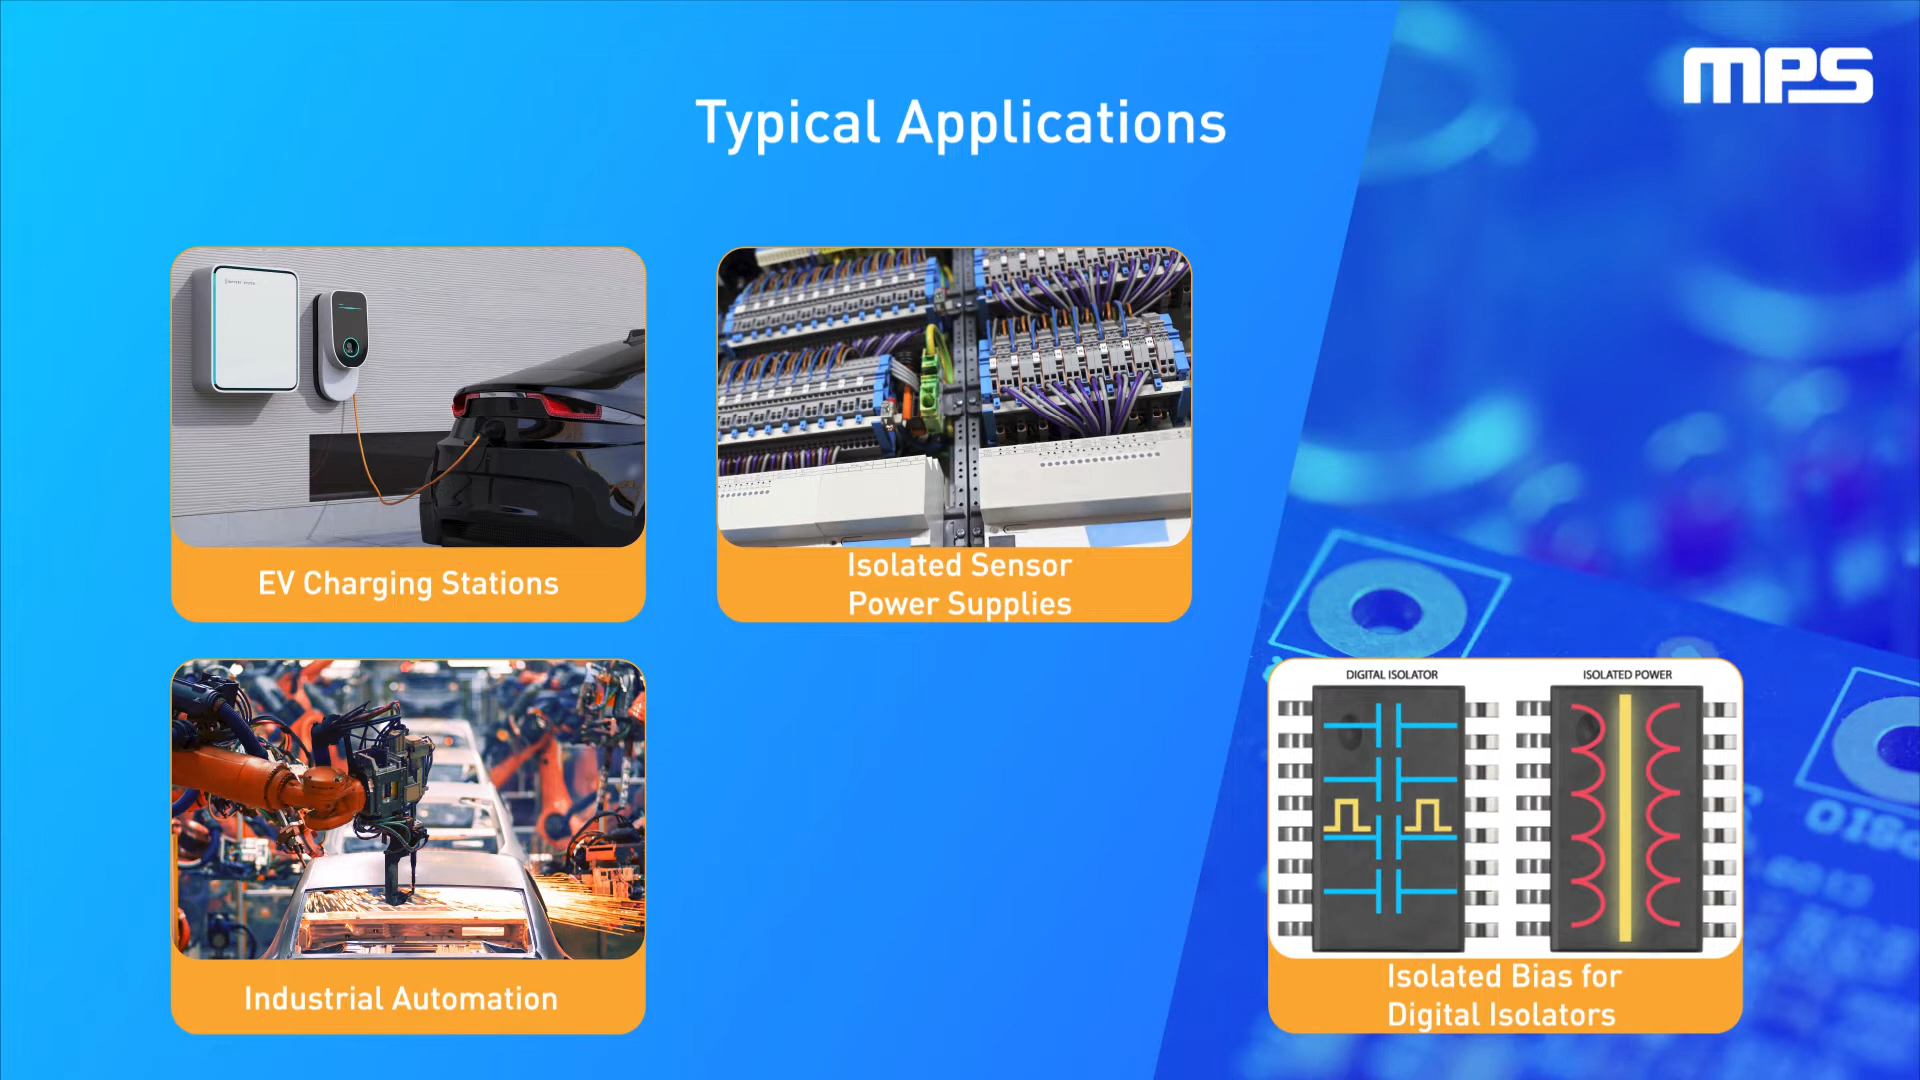 MPS
Typical Applications
EV Charging Stations
Isolated Sensor
Power Supplies
Industrial Automation
DIGITAL ISOLATOR
ISOLATED POWER
Isolated Bias for
Digital Isolators